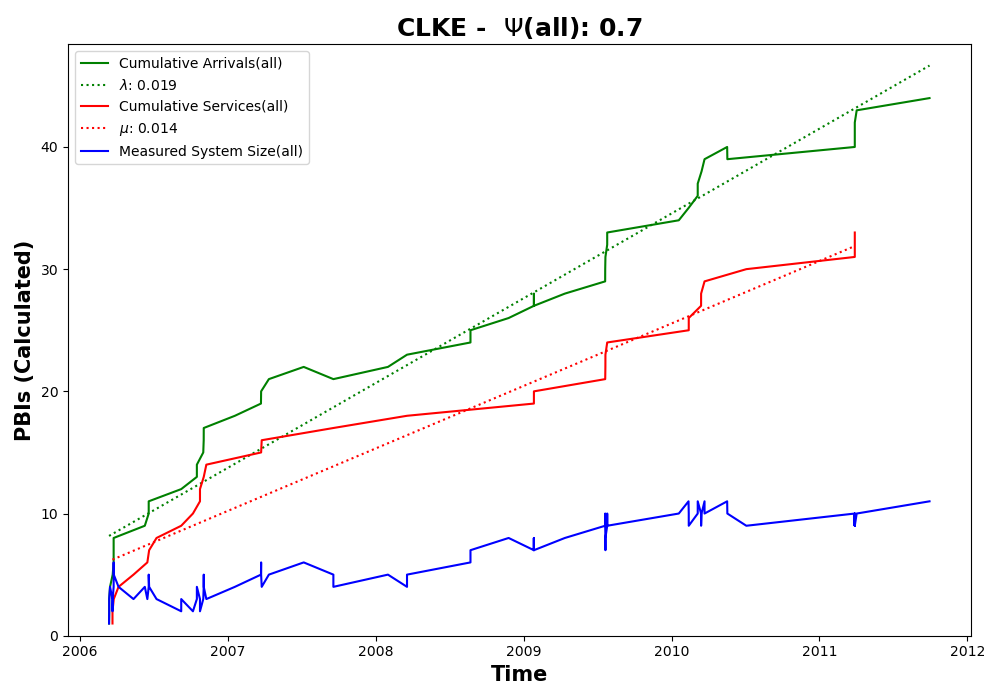 CLKE - Ψ(all): 0.7
Cumulative Arrivals(all)
λ: 0.019
Cumulative Services(all)
μ: 0.014
Measured System Size(all)
PBIs (Calculated)
40
30
20
10
0
2006 2007 2008 2009 2010 2011 2012
Time